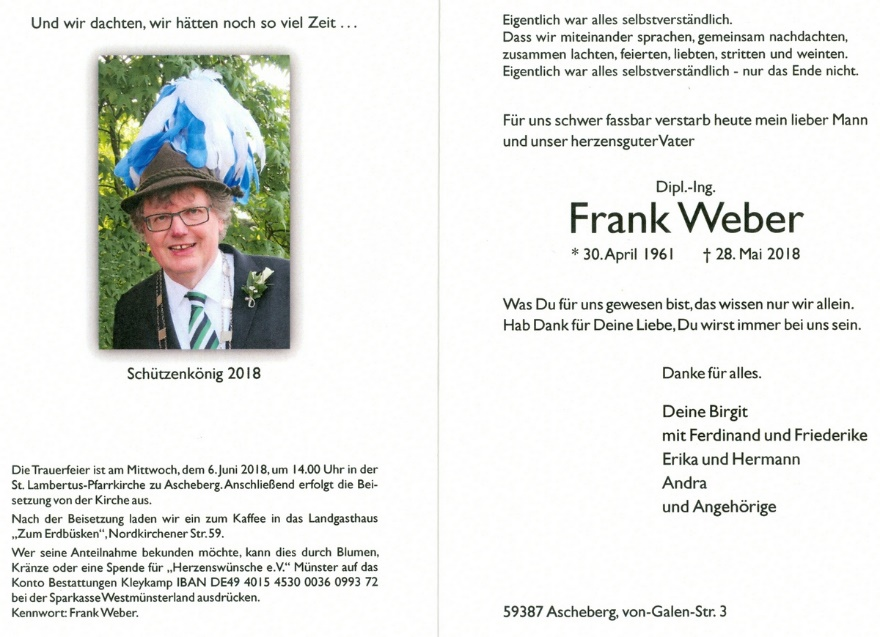 Und wir dachten, wir hätten noch so viel Zeit . . .
Schützenkönig 2018
Die Trauerfeier ist am Mittwoch, dem 6. Juni 2018, um 14.00 Uhr in der
St. Lambertus-Pfarrkirche zu Ascheberg. Anschließend erfolgt die Bei-
setzung von der Kirche aus.
Nach der Beisetzung laden wir ein zum Kaffee in das Landgasthaus
„Zum Erdbüsken“, Nordkirchener Str. 59.
Wer seine Anteilnahme bekunden möchte, kann dies durch Blumen,
Kränze oder eine Spende für „Herzenswünsche e.V.“ Münster auf das
Konto Bestattungen Kleykamp IBAN DE49 4015 4530 0036 0993 72
bei der Sparkasse Westmünsterland ausdrücken.
Kennwort: Frank Weber.
Eigentlich war alles selbstverständlich.
Dass wir miteinander sprachen, gemeinsam nachdachten,
zusammen lachten, feierten, liebten, stritten und weinten.
Eigentlich war alles selbstverständlich - nur das Ende nicht.
Für uns schwer fassbar verstarb heute mein lieber Mann
und unser herzensguter Vater
Dipl.-Ing.
Frank Weber
* 30. April 1961 † 28. Mai 2018
Was Du für uns gewesen bist, das wissen nur wir allein.
Hab Dank für Deine Liebe, Du wirst immer bei uns sein.
Danke für alles.
Deine Birgit
mit Ferdinand und Friederike
Erika und Hermann
Andra
und Angehörige
59387 Ascheberg, von-Galen-Str. 3